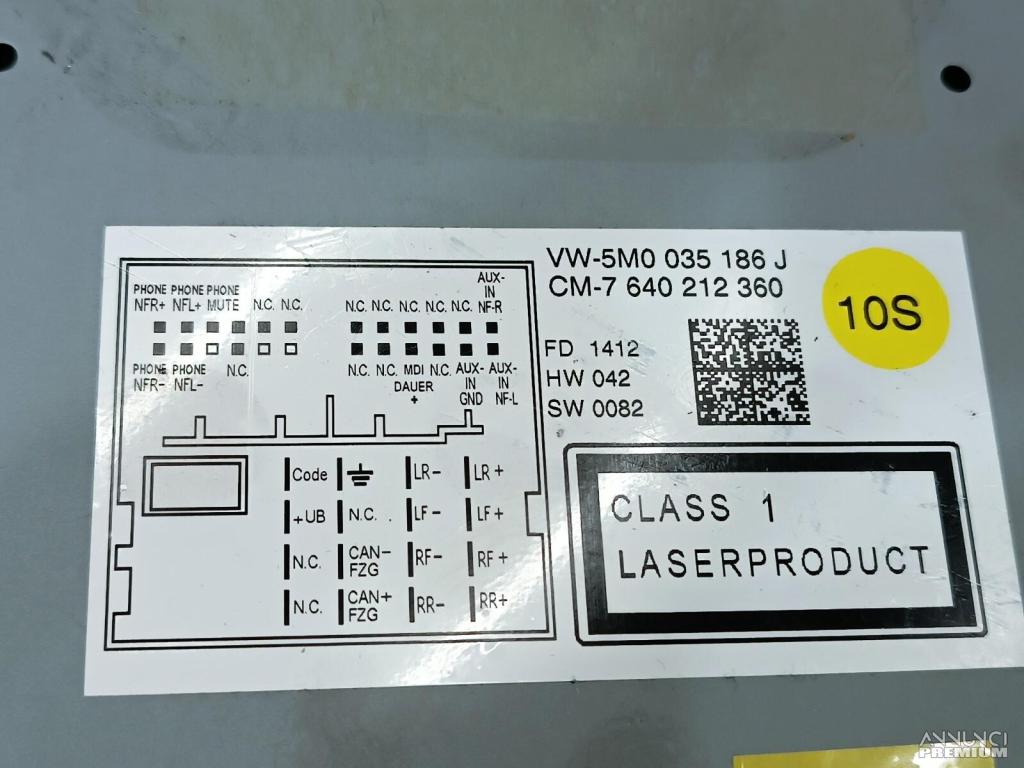 VW-5M0 035 186 J
CM-7 640 212 360
FD 1412
HW 042
SW 0082
10S
CLASS 1
LASERPRODUCT
PHONE PHONE PHONE
NFR+ NFL+ MUTE N.C. N.C.
N.C. N.C. N.C. N.C. N.C. AUX-
IN
NF-R
PHONE PHONE
NFR- NFL- N.C.
N.C. N.C. MDI N.C. AUX- AUX-
DAUER IN IN
+ GND NF-L
Code LR- LR+
+UB N.C. LF- LF+
N.C. CAN- RF- RF+
FZG
N.C. CAN+ RR- RR+
FZG
ANNUNCI
PREMIUM